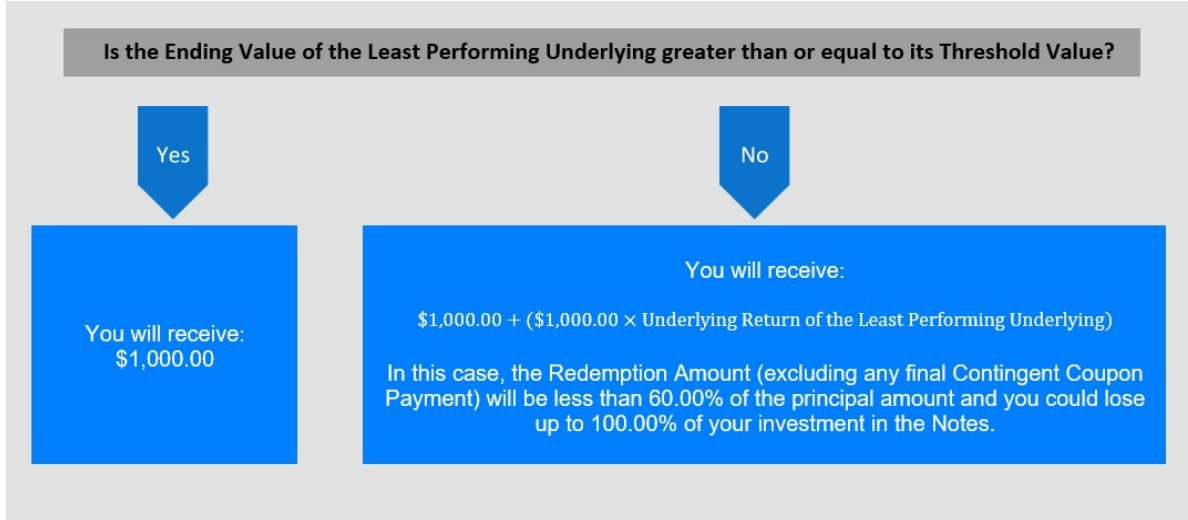 Is the Ending Value of the Least Performing Underlying greater than or equal to its Threshold Value?
Yes
No
You will receive:
$1,000.00
You will receive:
$1,000.00 + ($1,000.00 × Underlying Return of the Least Performing Underlying)
In this case, the Redemption Amount (excluding any final Contingent Coupon
Payment) will be less than 60.00% of the principal amount and you could lose
up to 100.00% of your investment in the Notes.